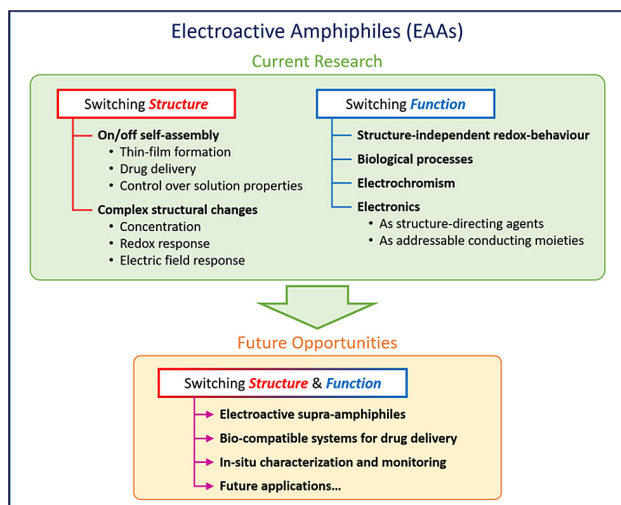 Electroactive Amphiphiles (EAAs)
Current Research
Switching Structure
On/off self-assembly
• Thin-film formation
• Drug delivery
• Control over solution properties
Complex structural changes
• Concentration
• Redox response
• Electric field response
Switching Function
Structure-independent redox-behaviour
Biological processes
Electrochromism
Electronics
• As structure-directing agents
• As addressable conducting moieties
Future Opportunities
Switching Structure & Function
Electroactive supra-amphiphiles
Bio-compatible systems for drug delivery
In-situ characterization and monitoring
Future applications...